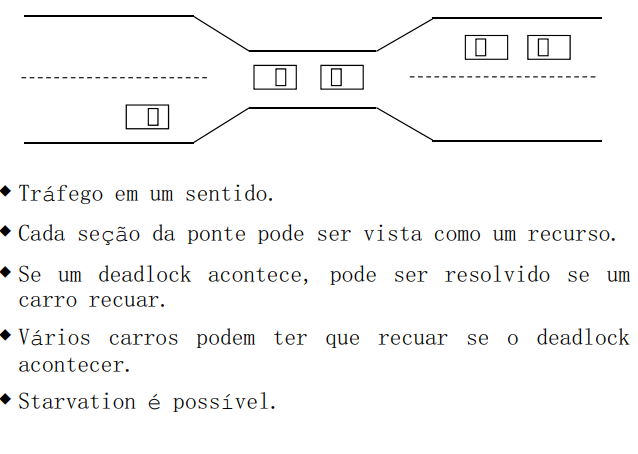 ◆ Tráfego em um sentido.
◆ Cada seção da ponte pode ser vista como um recurso.
◆ Se um deadlock acontece, pode ser resolvido se um
carro recuar.
◆ Vários carros podem ter que recuar se o deadlock
acontecer.
◆ Starvation é possível.